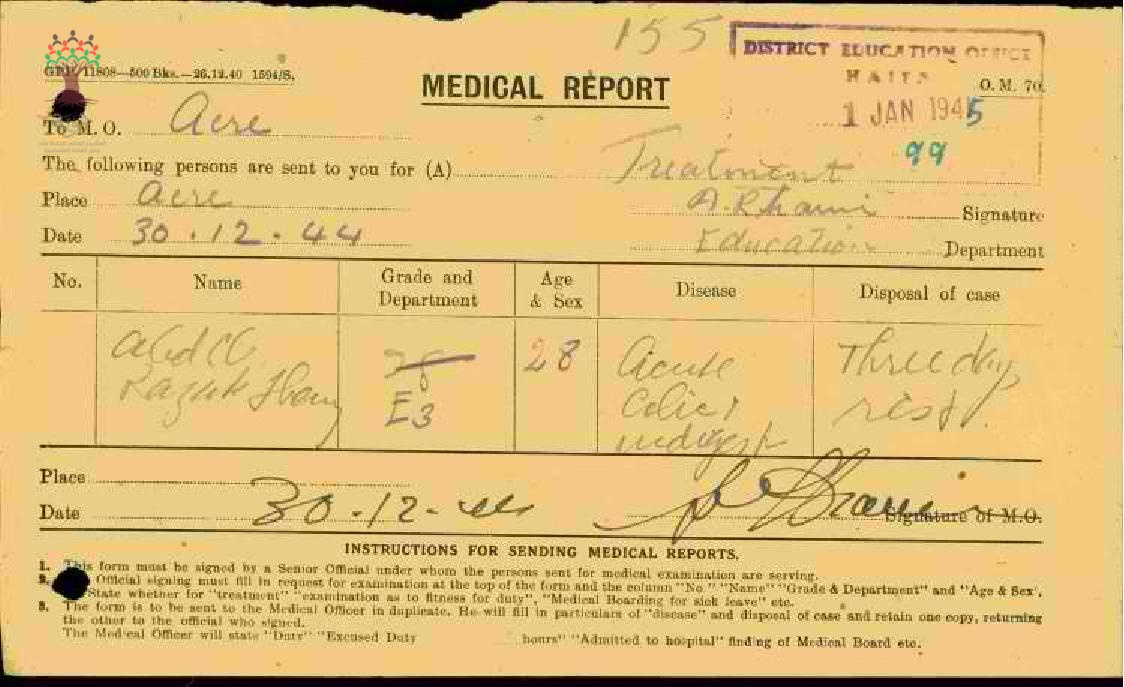 155
DISTRICT EDUCATION OFFICE
HAIFA
1 JAN 1945
99
GPP 11808—500 Bks.—26.12.40 1594/S.
MEDICAL REPORT
O. M. 70.
To M. O. Acre
The following persons are sent to you for (A) Treatment
Place Acre
Signature
Date 30.12.44
Education Department
No. Name Grade and Department Age & Sex Disease Disposal of case
Abd El Razak E3 28 Acute Colic, indigest Three days rest.
Place
Date 30-12-44 Signature of M.O.
INSTRUCTIONS FOR SENDING MEDICAL REPORTS.
1. This form must be signed by a Senior Official under whom the persons sent for medical examination are serving.
2. Official signing must fill in request for examination at the top of the form and the column "No." "Name" "Grade & Department" and "Age & Sex',
State whether for "treatment" "examination as to fitness for duty", "Medical Boarding for sick leave" etc.
3. The form is to be sent to the Medical Officer in duplicate. He will fill in particulars of "disease" and disposal of case and retain one copy, returning
the other to the official who signed.
The Medical Officer will state "Duty" "Excused Duty hours" "Admitted to hospital" finding of Medical Board etc.